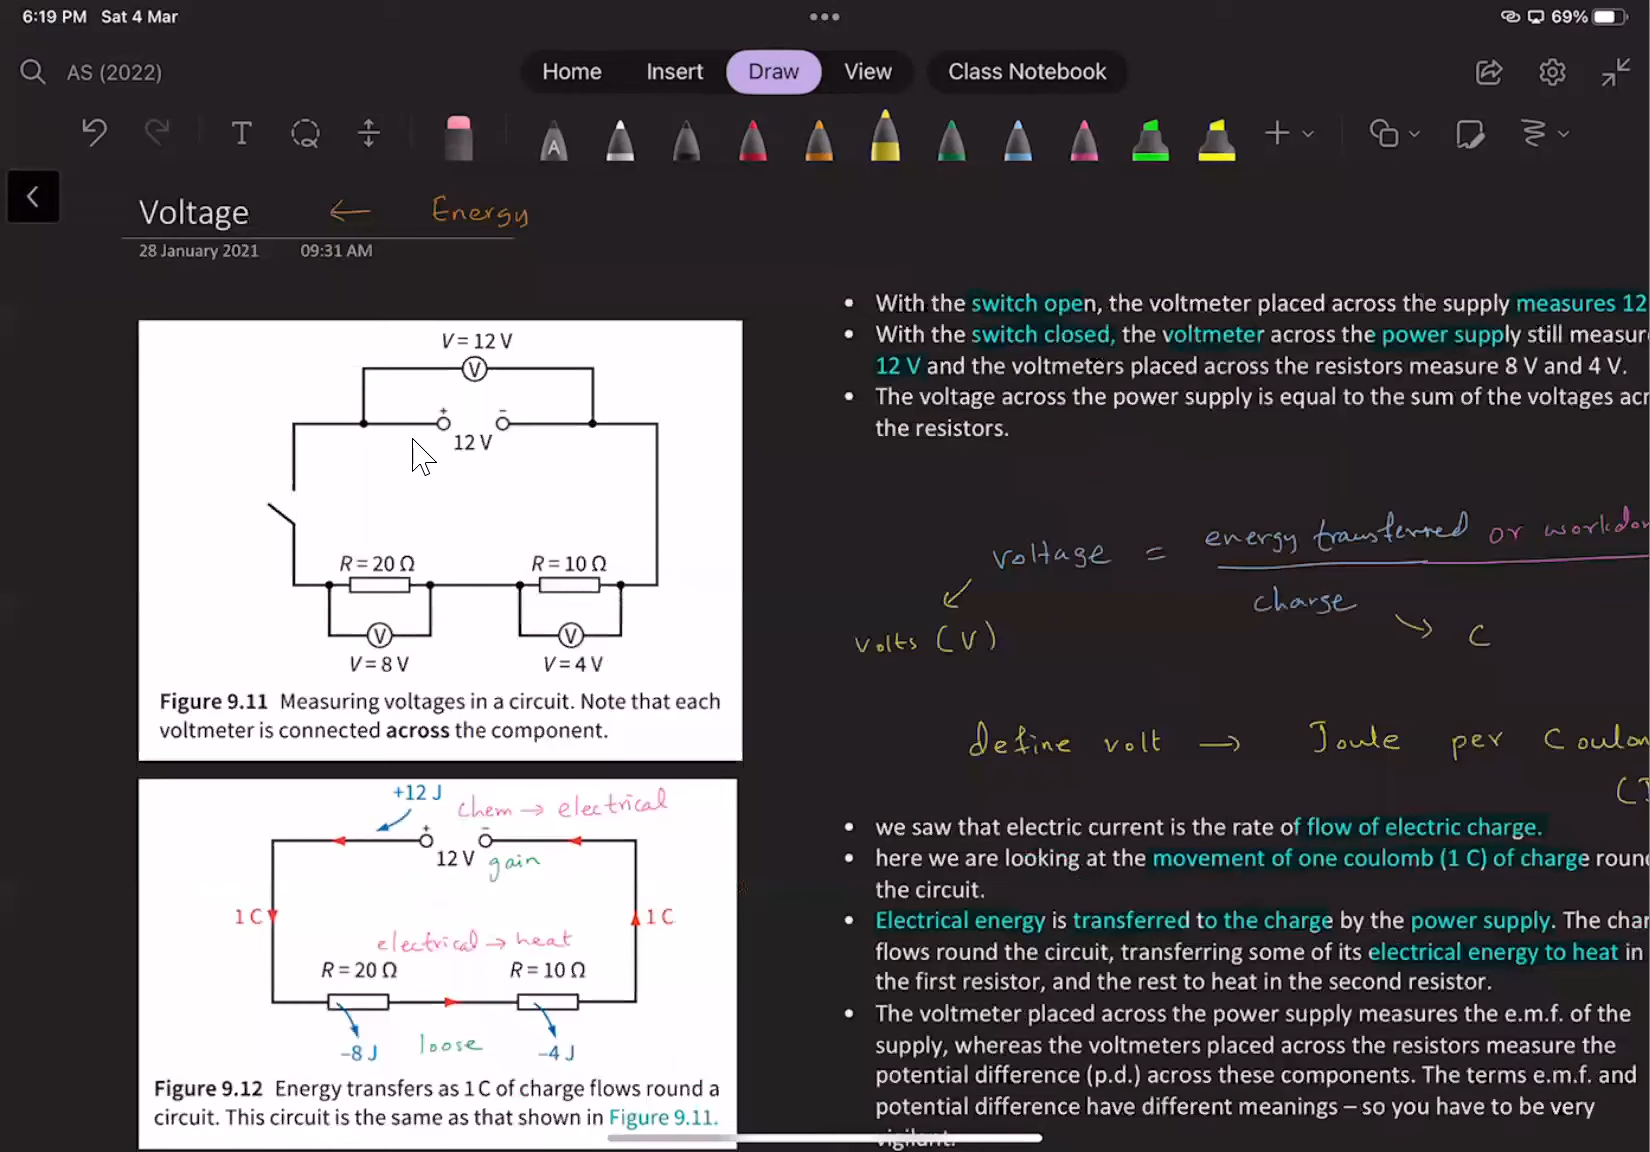 6:19 PM Sat 4 Mar
69%
AS (2022)
Home Insert Draw View Class Notebook
T
A
Voltage ← Energy
28 January 2021 09:31 AM
V = 12 V
V
+ −
12 V
R = 20 Ω R = 10 Ω
V V
V = 8 V V = 4 V
Figure 9.11 Measuring voltages in a circuit. Note that each
voltmeter is connected across the component.
+12 J chem → electrical
+ −
12 V gain
1 C 1 C
electrical → heat
R = 20 Ω R = 10 Ω
−8 J loose −4 J
Figure 9.12 Energy transfers as 1 C of charge flows round a
circuit. This circuit is the same as that shown in Figure 9.11.
• With the switch open, the voltmeter placed across the supply measures 12
• With the switch closed, the voltmeter across the power supply still measur
12 V and the voltmeters placed across the resistors measure 8 V and 4 V.
• The voltage across the power supply is equal to the sum of the voltages acr
the resistors.
voltage = energy transferred or workdon
charge
volts (V) → C
define volt → Joule per Coulom
(J
• we saw that electric current is the rate of flow of electric charge.
• here we are looking at the movement of one coulomb (1 C) of charge roun
the circuit.
• Electrical energy is transferred to the charge by the power supply. The char
flows round the circuit, transferring some of its electrical energy to heat in
the first resistor, and the rest to heat in the second resistor.
• The voltmeter placed across the power supply measures the e.m.f. of the
supply, whereas the voltmeters placed across the resistors measure the
potential difference (p.d.) across these components. The terms e.m.f. and
potential difference have different meanings – so you have to be very
vigilant.